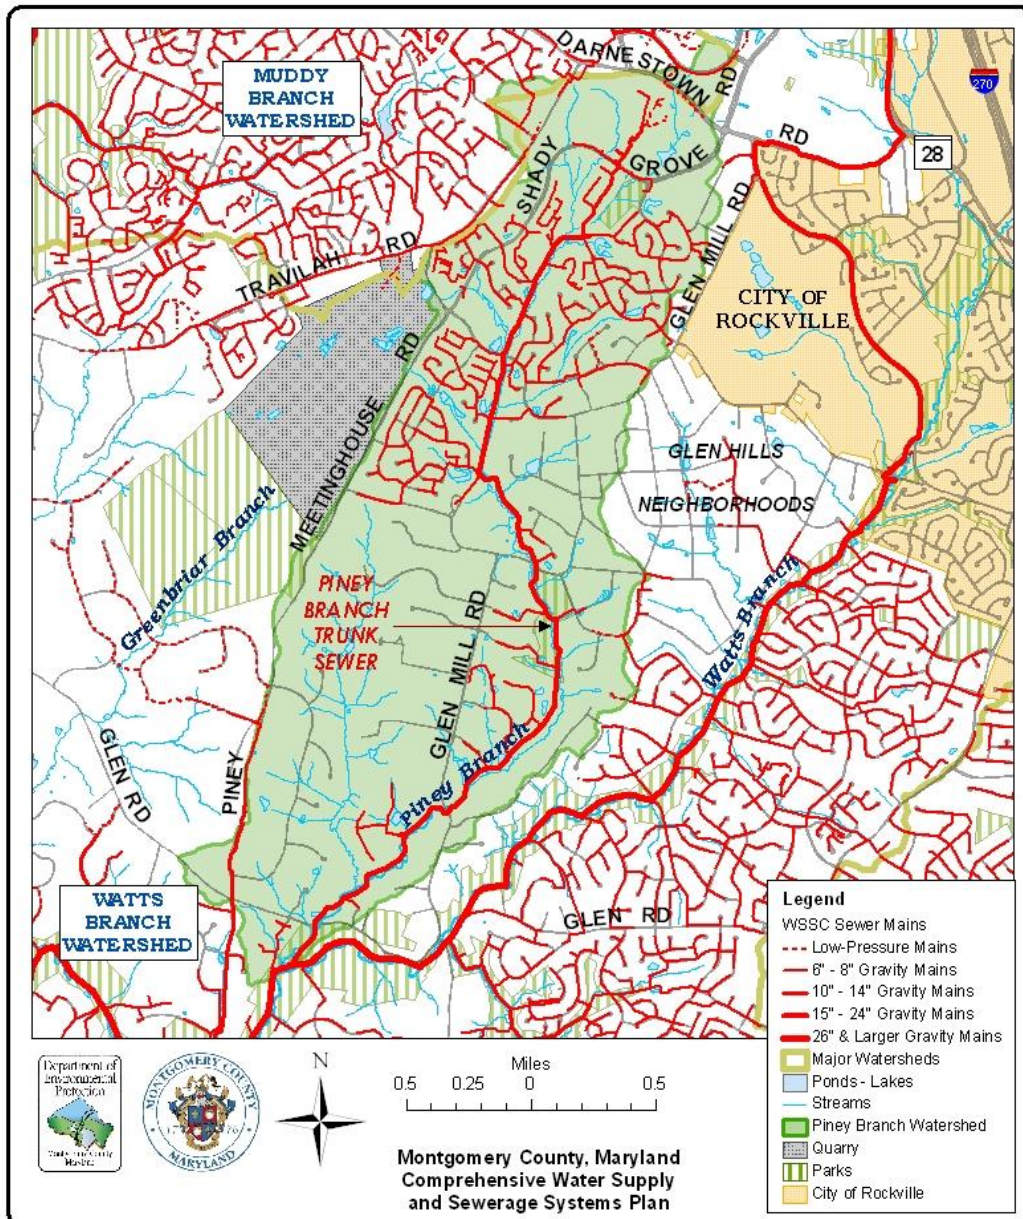 DARNESTOWN RD
MUDDY
BRANCH
WATERSHED
270
RD
28
SHADY
GROVE
TRAVILAH RD
GLEN MILL RD
CITY OF
ROCKVILLE
MEETINGHOUSE RD
GLEN HILLS
NEIGHBORHOODS
Greenbriar Branch
PINEY
BRANCH
TRUNK
SEWER
Watts Branch
GLEN MILL RD
GLEN RD
PINEY
Piney Branch
WATTS
BRANCH
WATERSHED
GLEN RD
Legend
WSSC Sewer Mains
Low-Pressure Mains
6" - 8" Gravity Mains
10" - 14" Gravity Mains
15" - 24" Gravity Mains
26" & Larger Gravity Mains
Major Watersheds
Ponds - Lakes
Streams
Piney Branch Watershed
Quarry
Parks
City of Rockville
Department of
Environmental
Protection
Montgomery County
Maryland
MONTGOMERY COUNTY
1776
MARYLAND
N
Miles
0.5 0.25 0 0.5
Montgomery County, Maryland
Comprehensive Water Supply
and Sewerage Systems Plan